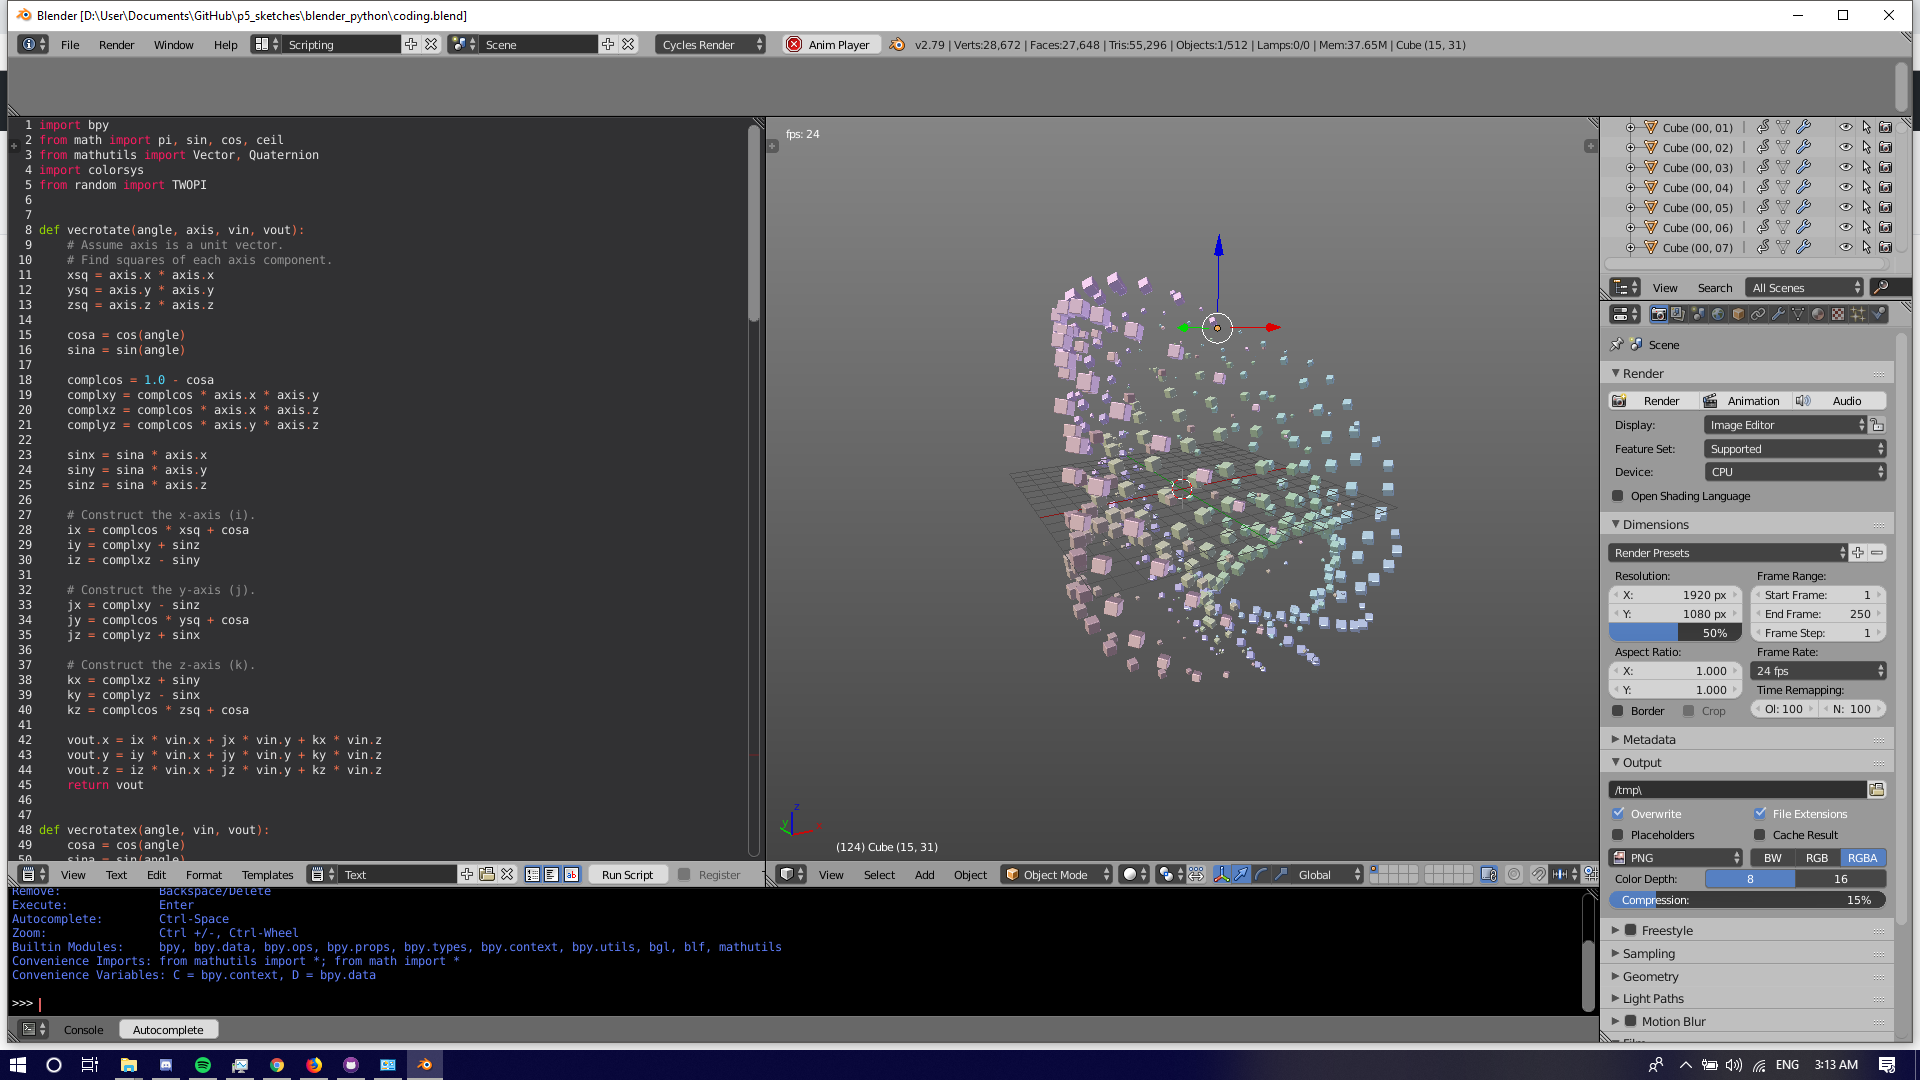 Blender [D:\User\Documents\GitHub\p5_sketches\blender_python\coding.blend]
File Render Window Help Scripting Scene Cycles Render Anim Player v2.79 | Verts:28,672 | Faces:27,648 | Tris:55,296 | Objects:1/512 | Lamps:0/0 | Mem:37.65M | Cube (15, 31)
1 import bpy
2 from math import pi, sin, cos, ceil
3 from mathutils import Vector, Quaternion
4 import colorsys
5 from random import TWOPI
6
7
8 def vecrotate(angle, axis, vin, vout):
9 # Assume axis is a unit vector.
10 # Find squares of each axis component.
11 xsq = axis.x * axis.x
12 ysq = axis.y * axis.y
13 zsq = axis.z * axis.z
14
15 cosa = cos(angle)
16 sina = sin(angle)
17
18 complcos = 1.0 - cosa
19 complxy = complcos * axis.x * axis.y
20 complxz = complcos * axis.x * axis.z
21 complyz = complcos * axis.y * axis.z
22
23 sinx = sina * axis.x
24 siny = sina * axis.y
25 sinz = sina * axis.z
26
27 # Construct the x-axis (i).
28 ix = complcos * xsq + cosa
29 iy = complxy + sinz
30 iz = complxz - siny
31
32 # Construct the y-axis (j).
33 jx = complxy - sinz
34 jy = complcos * ysq + cosa
35 jz = complyz + sinx
36
37 # Construct the z-axis (k).
38 kx = complxz + siny
39 ky = complyz - sinx
40 kz = complcos * zsq + cosa
41
42 vout.x = ix * vin.x + jx * vin.y + kx * vin.z
43 vout.y = iy * vin.x + jy * vin.y + ky * vin.z
44 vout.z = iz * vin.x + jz * vin.y + kz * vin.z
45 return vout
46
47
48 def vecrotatex(angle, vin, vout):
49 cosa = cos(angle)
50 sina = sin(angle)
View Text Edit Format Templates Text Run Script Register
fps: 24
z
y
x
(124) Cube (15, 31)
View Select Add Object Object Mode Global
Remove: Backspace/Delete
Execute: Enter
Autocomplete: Ctrl-Space
Zoom: Ctrl +/-, Ctrl-Wheel
Builtin Modules: bpy, bpy.data, bpy.ops, bpy.props, bpy.types, bpy.context, bpy.utils, bgl, blf, mathutils
Convenience Imports: from mathutils import *; from math import *
Convenience Variables: C = bpy.context, D = bpy.data
>>>
Console Autocomplete
Cube (00, 01)
Cube (00, 02)
Cube (00, 03)
Cube (00, 04)
Cube (00, 05)
Cube (00, 06)
Cube (00, 07)
View Search All Scenes
Scene
Render
Render Animation Audio
Display: Image Editor
Feature Set: Supported
Device: CPU
Open Shading Language
Dimensions
Render Presets
Resolution: Frame Range:
X: 1920 px Start Frame: 1
Y: 1080 px End Frame: 250
50% Frame Step: 1
Aspect Ratio: Frame Rate:
X: 1.000 24 fps
Y: 1.000 Time Remapping:
Border Crop Ol: 100 N: 100
Metadata
Output
/tmp\
Overwrite File Extensions
Placeholders Cache Result
PNG BW RGB RGBA
Color Depth: 8 16
Compression: 15%
Freestyle
Sampling
Geometry
Light Paths
Motion Blur
ENG 3:13 AM